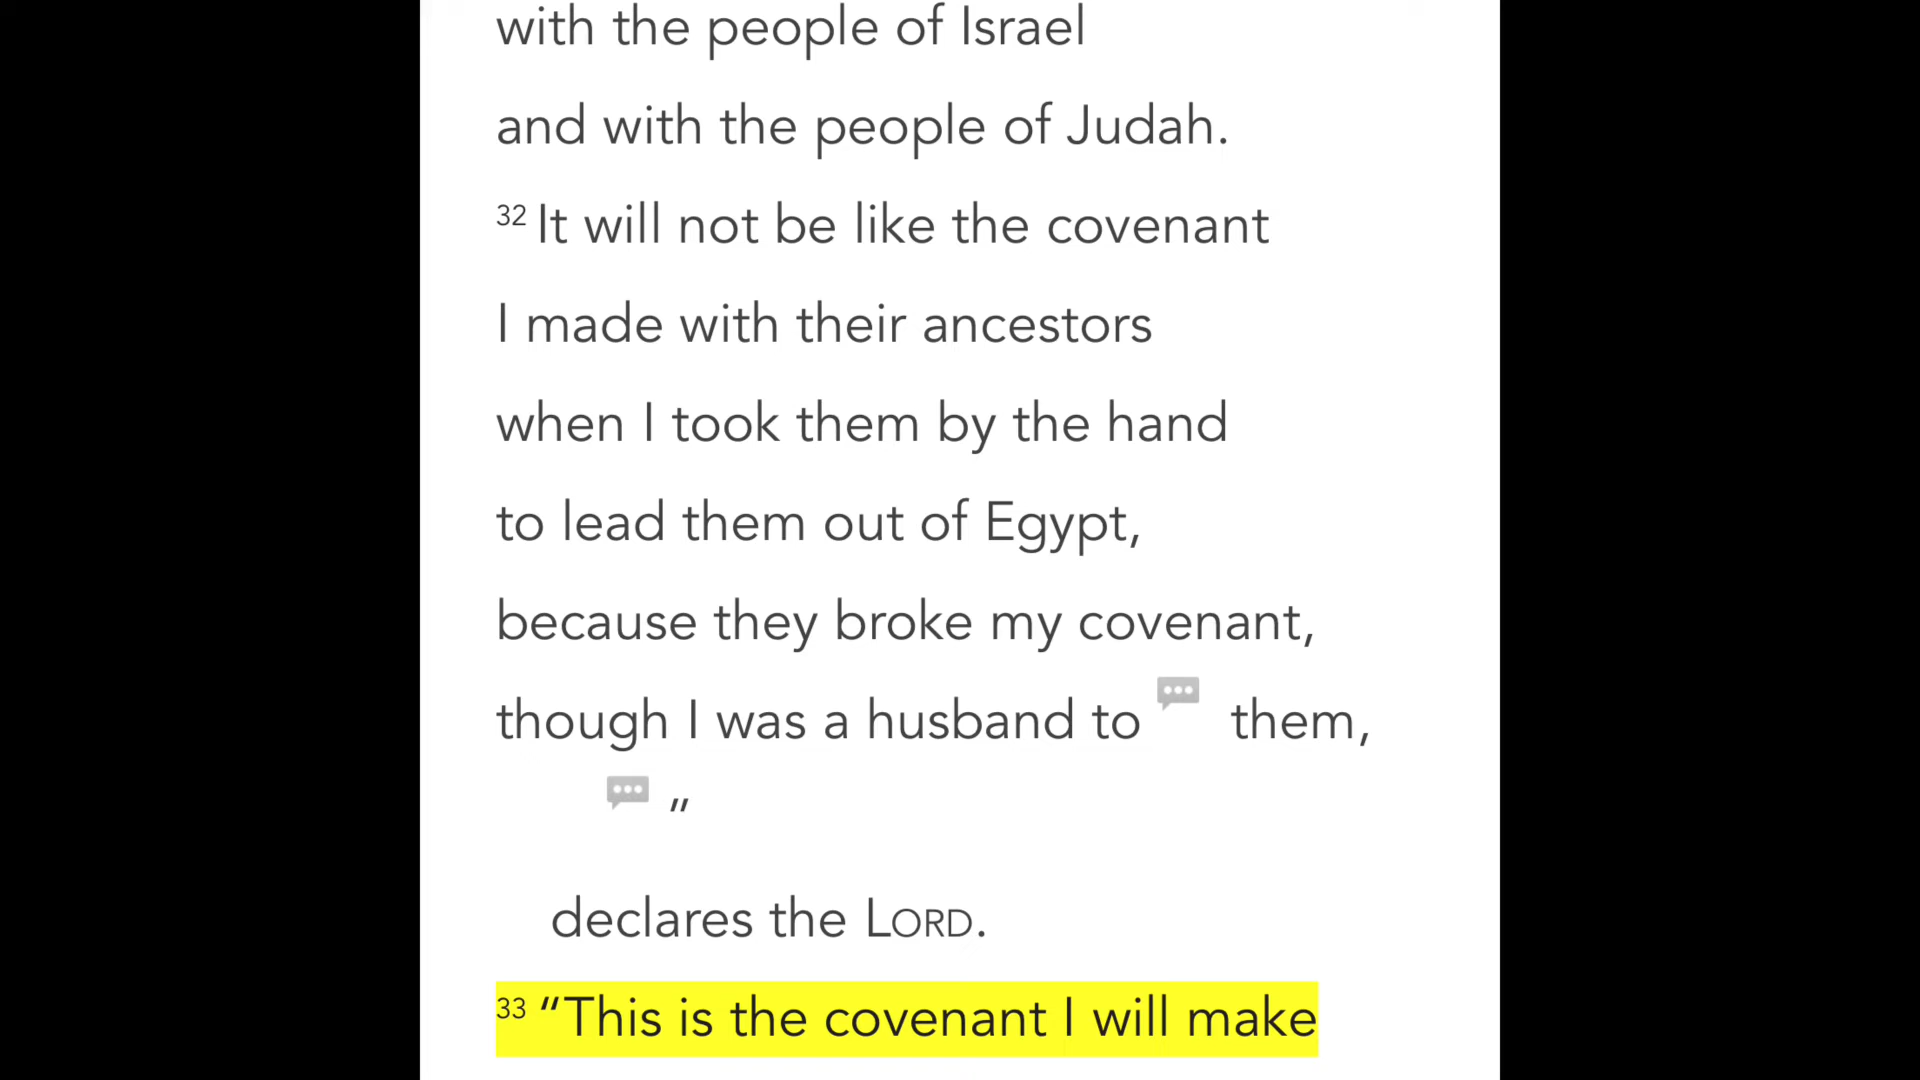 with the people of Israel
and with the people of Judah.
32 It will not be like the covenant
I made with their ancestors
when I took them by the hand
to lead them out of Egypt,
because they broke my covenant,
though I was a husband to them,
”
declares the LORD.
33 “This is the covenant I will make